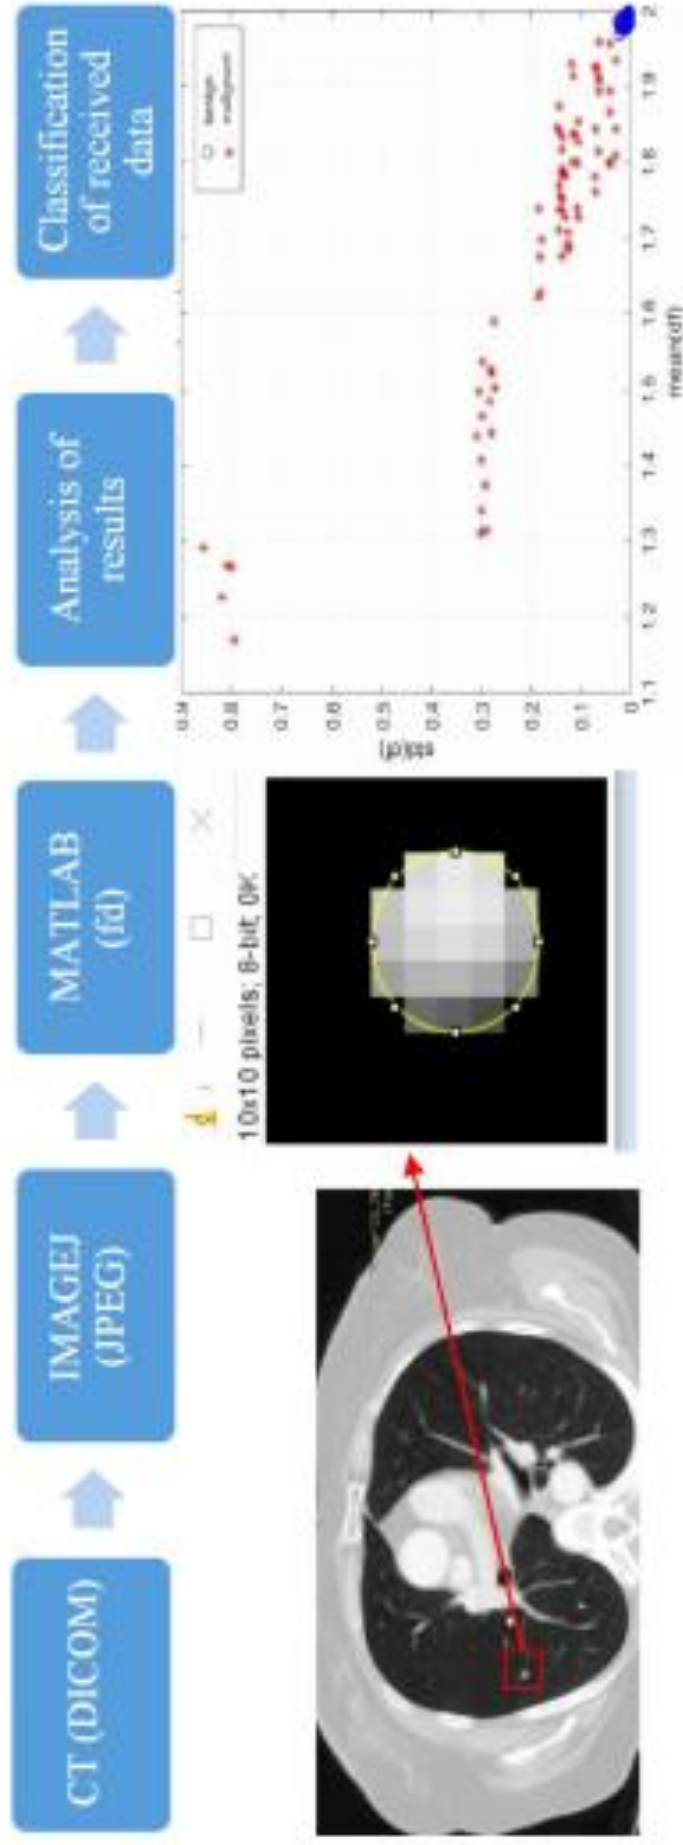 CT (DICOM)
IMAGEJ
(JPEG)
MATLAB
(fd)
Analysis of
results
Classification
of received
data
10x10 pixels; 8-bit; 0K
std(df)
0.9
0.8
0.7
0.6
0.5
0.4
0.3
0.2
0.1
0
1.1
1.2
1.3
1.4
1.5
1.6
1.7
1.8
1.9
2
mean(df)
benign
malignant